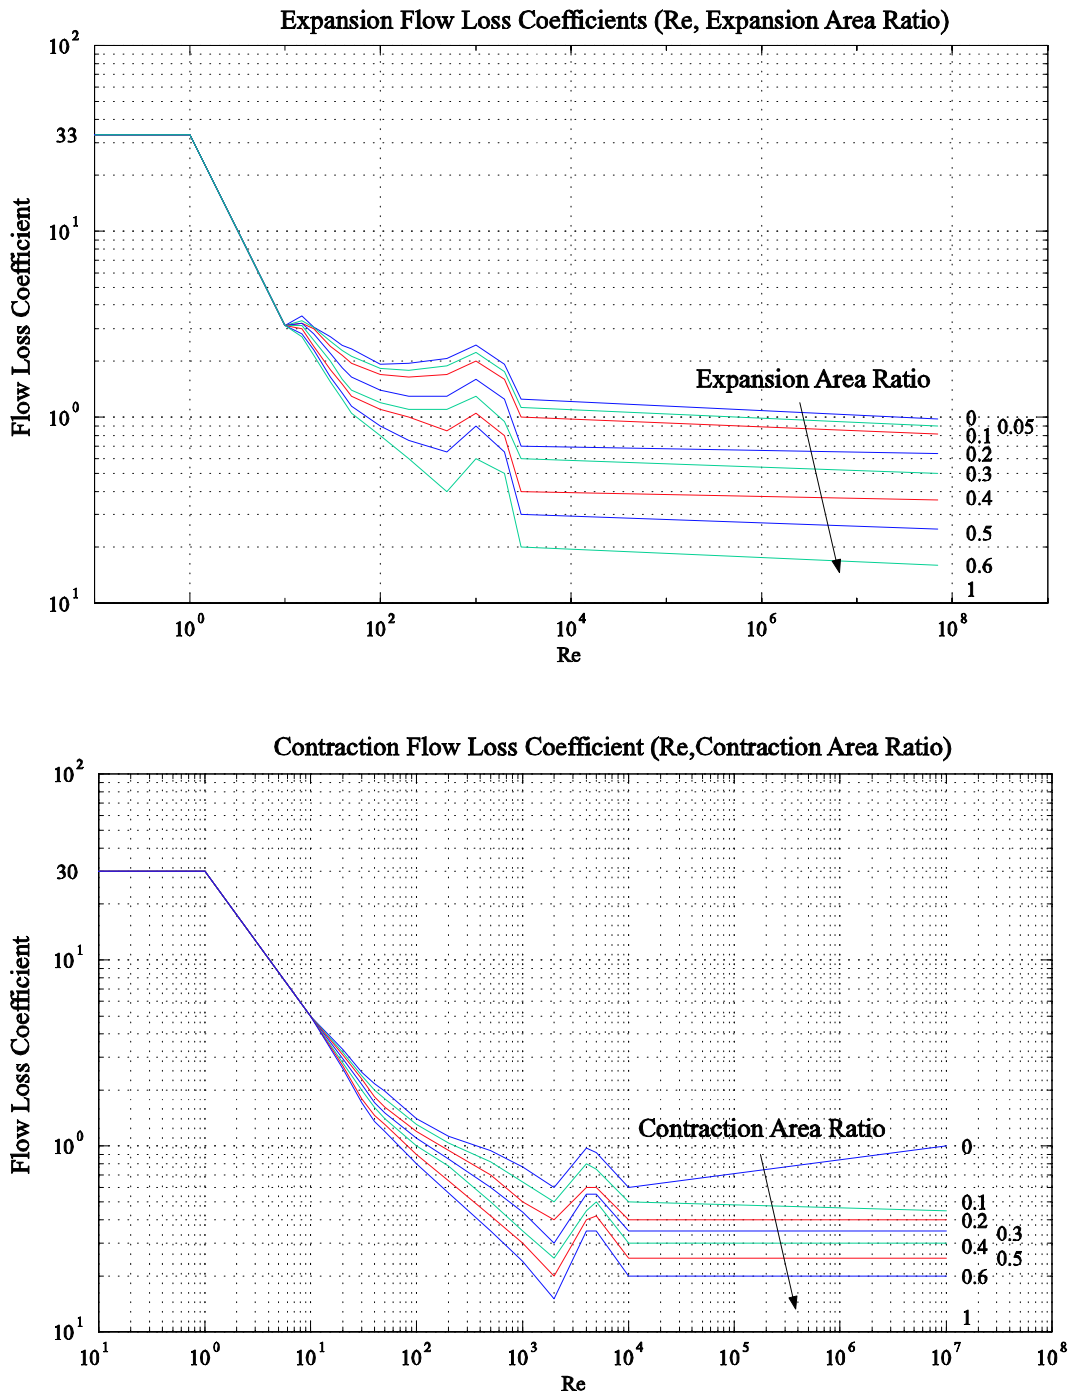 Expansion Flow Loss Coefficients (Re, Expansion Area Ratio)
10²
33
10¹
10⁰
10¹
Flow Loss Coefficient
Expansion Area Ratio
0
0.05
0.1
0.2
0.3
0.4
0.5
0.6
1
10⁰ 10² 10⁴ 10⁶ 10⁸
Re
Contraction Flow Loss Coefficient (Re,Contraction Area Ratio)
10²
30
10¹
10⁰
10¹
Flow Loss Coefficient
Contraction Area Ratio
0
0.1
0.2
0.3
0.4
0.5
0.6
1
10¹ 10⁰ 10¹ 10² 10³ 10⁴ 10⁵ 10⁶ 10⁷ 10⁸
Re